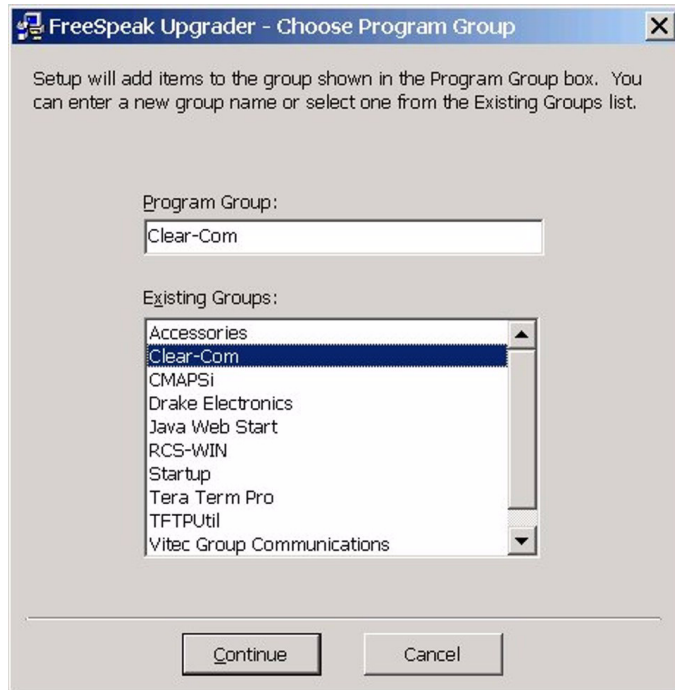 FreeSpeak Upgrader - Choose Program Group
Setup will add items to the group shown in the Program Group box. You
can enter a new group name or select one from the Existing Groups list.
Program Group:
Clear-Com
Existing Groups:
Accessories
Clear-Com
CMAPSi
Drake Electronics
Java Web Start
RCS-WIN
Startup
Tera Term Pro
TFTPUtil
Vitec Group Communications
Continue
Cancel